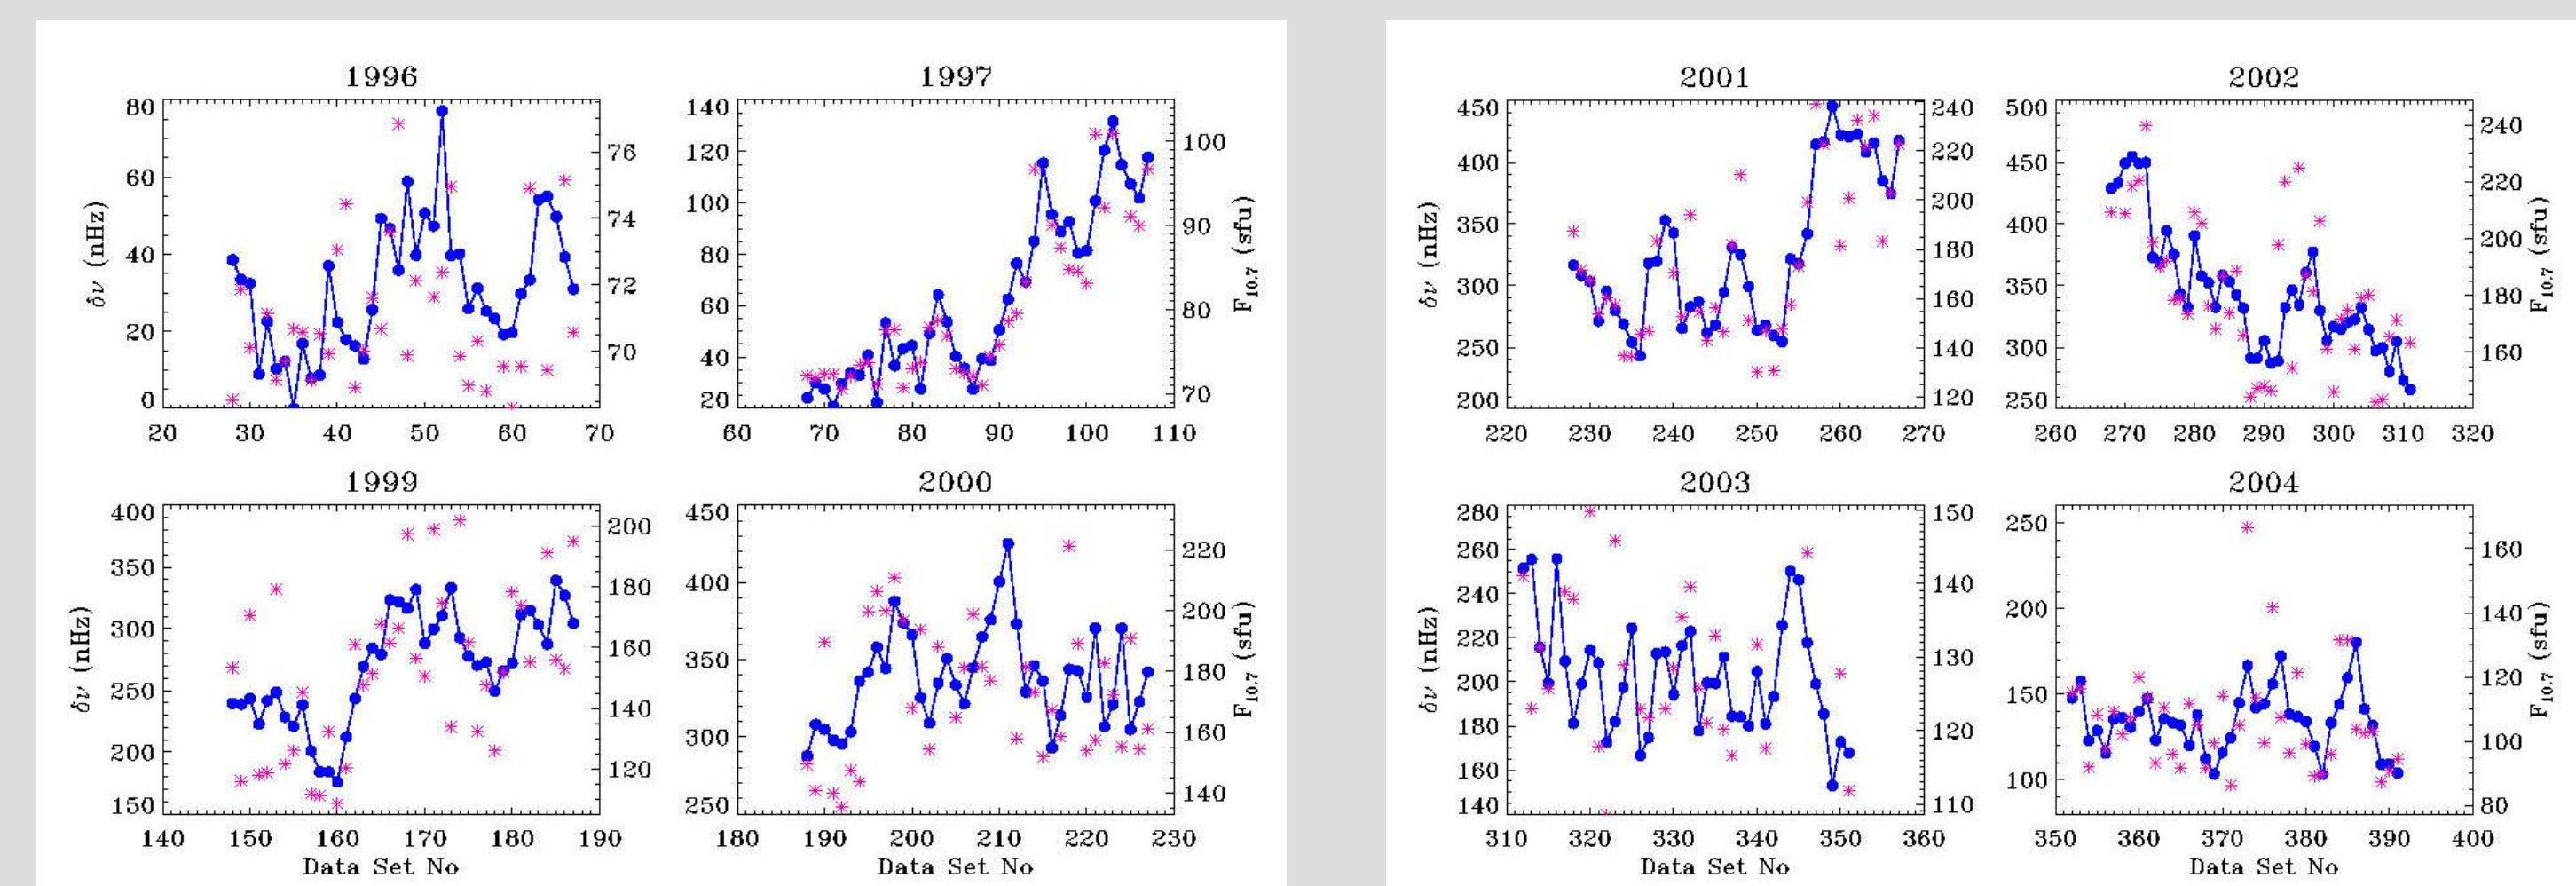 1996 1997 2001 2002
80 140 450 240 500
76 120 100 220 240
60 100 400 200 450 220
δν (nHz) 74 90 F10.7 (sfu) δν (nHz) 350 180 400 200 F10.7 (sfu)
40 72 80 80 300 160 350 180
20 70 60 250 140 300 160
40
0 20 70 200 120 250
20 30 40 50 60 70 60 70 80 90 100 110 220 230 240 250 260 270 260 270 280 290 300 310 320
1999 2000 2003 2004
400 200 450 220 280 150 250 160
350 180 400 200 260 140 200 140
δν (nHz) 300 160 350 180 F10.7 (sfu) δν (nHz) 240 130 150 120 F10.7 (sfu)
250 140 300 160 220 120 100 100
200 120 250 140 200 110 80
150 180
160
140
140 150 160 170 180 190 180 190 200 210 220 230 310 320 330 340 350 360 350 360 370 380 390 400
Data Set No Data Set No Data Set No Data Set No